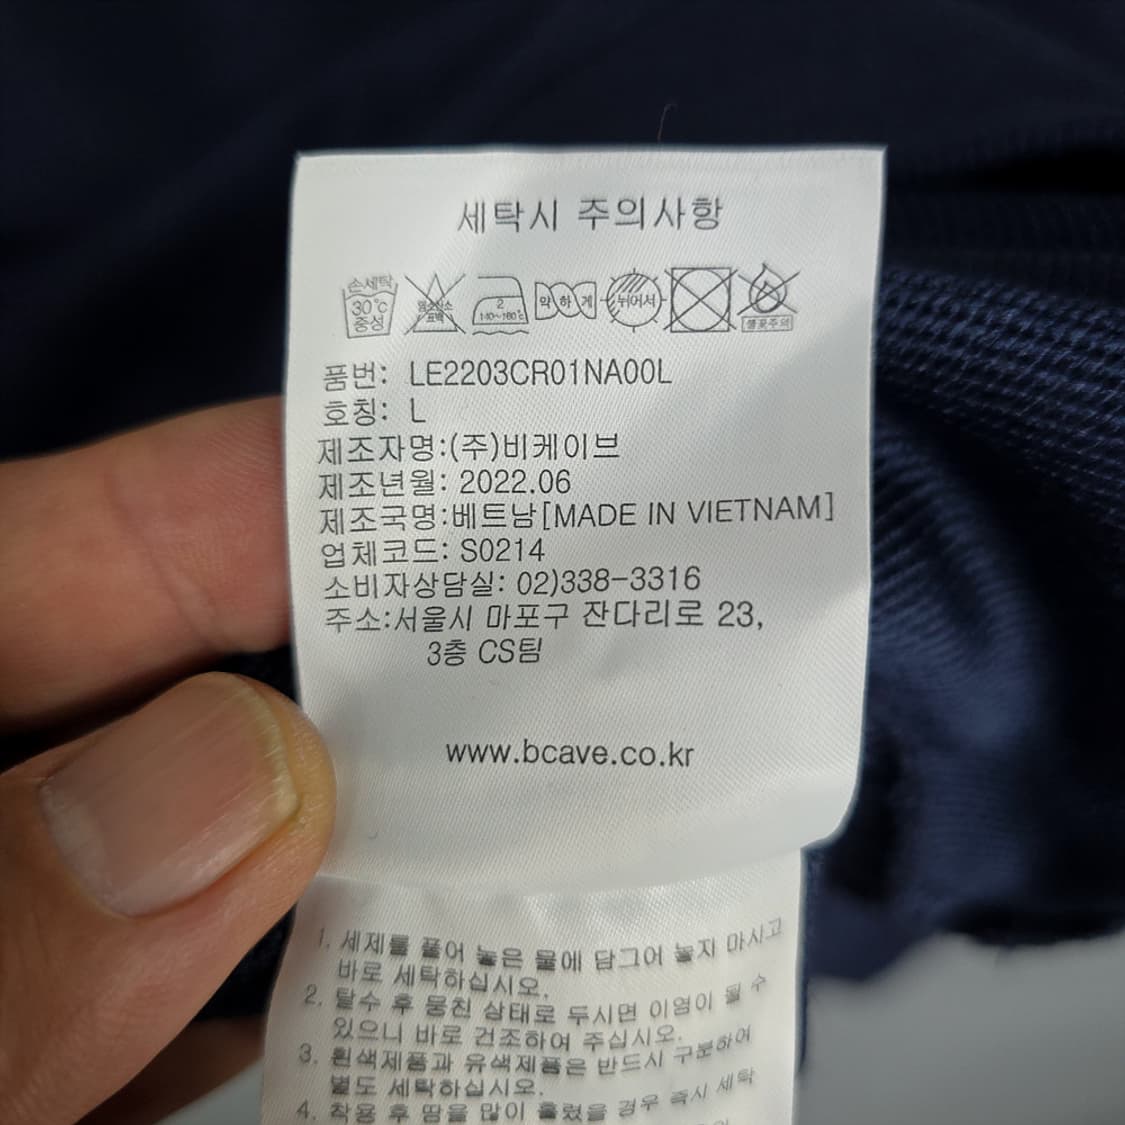 세탁시 주의사항
손세탁 30℃ 중성 염소산소 표백 2 140~160℃ 약하게 뉘어서 불꽃주의
품번: LE2203CR01NA00L
호칭: L
제조자명:(주)비케이브
제조년월: 2022.06
제조국명:베트남[MADE IN VIETNAM]
업체코드: S0214
소비자상담실: 02)338-3316
주소:서울시 마포구 잔다리로 23,
3층 CS팀
www.bcave.co.kr
1. 세제를 풀어 놓은 물에 담그어 놓지 마시고
바로 세탁하십시오.
2. 탈수 후 뭉친 상태로 두시면 이염이 될 수
있으니 바로 건조하여 주십시오.
3. 흰색제품과 유색제품은 반드시 구분하여
별도 세탁하십시오.
4. 착용 후 땀을 많이 흘렸을 경우 즉시 세탁